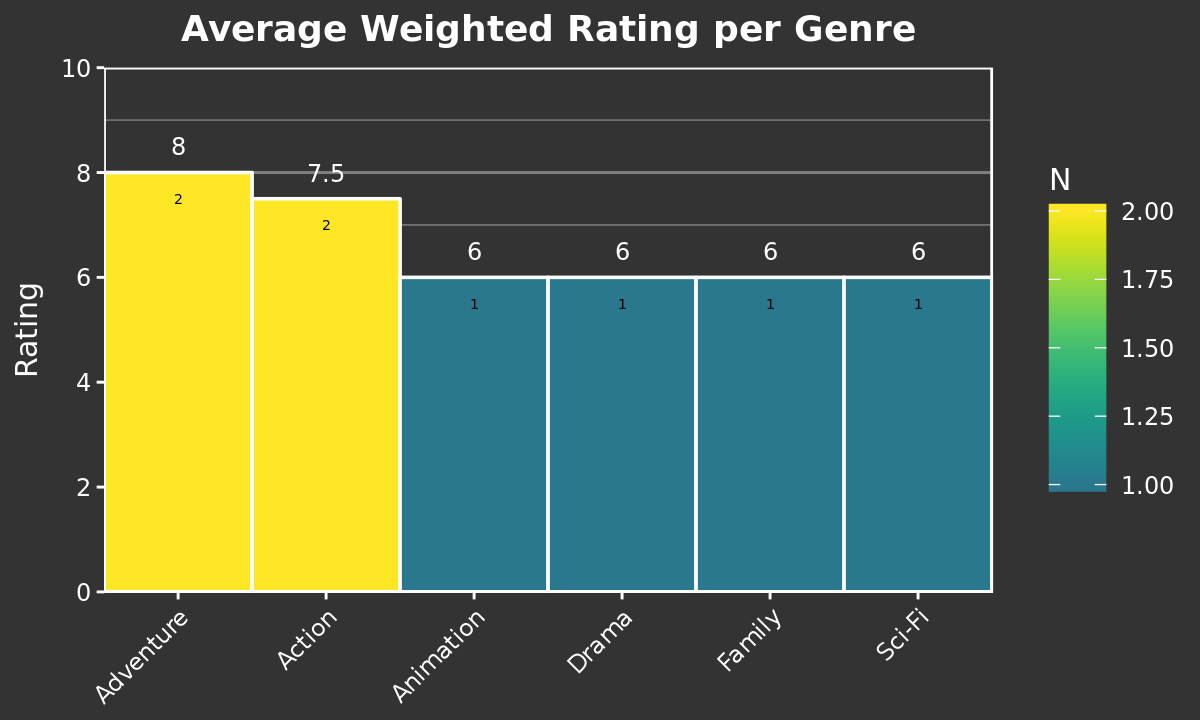 Average Weighted Rating per Genre
10
8
6
4
2
0
Rating
8
7.5
6
6
6
6
2
2
1
1
1
1
Adventure
Action
Animation
Drama
Family
Sci-Fi
N
2.00
1.75
1.50
1.25
1.00